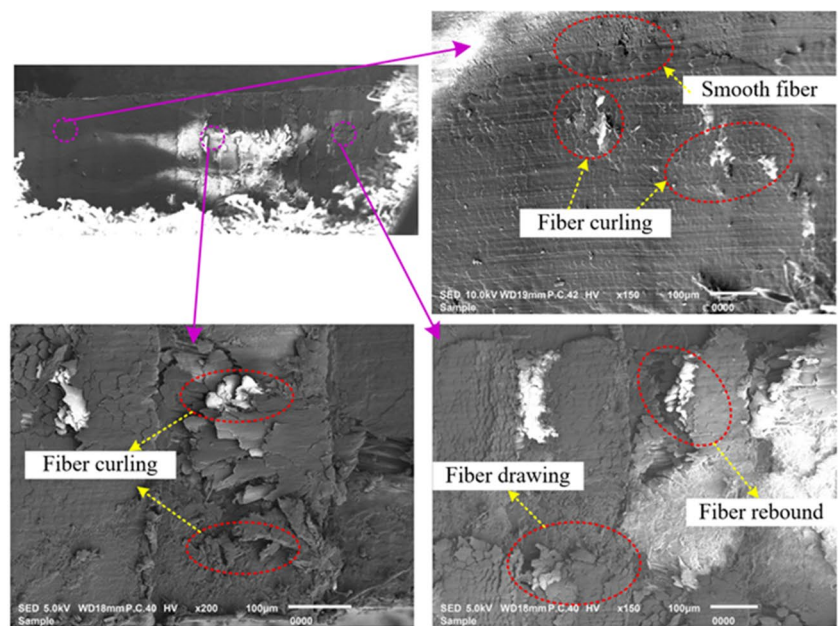 Smooth fiber
Fiber curling
SED 10.0kV WD19mm P.C.42 HV x150 100μm
0000
Sample
Fiber curling
SED 5.0kV WD18mm P.C.40 HV x200 100μm
0000
Sample
Fiber drawing
Fiber rebound
SED 5.0kV WD16mm P.C.40 HV x150 100μm
0000
Sample